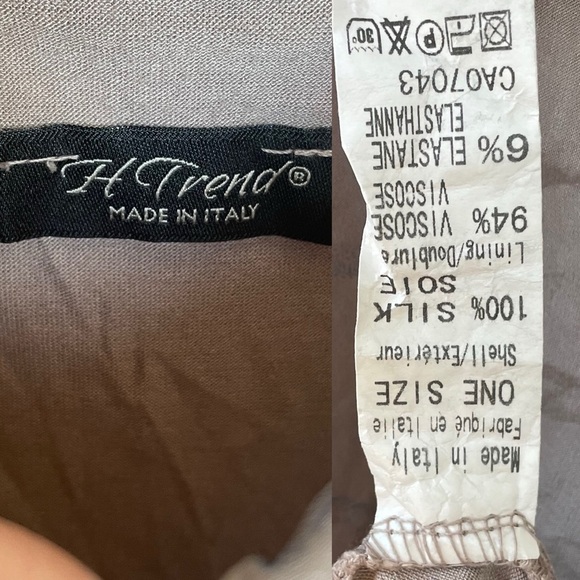 H Trend®
MADE IN ITALY
Made in Italy
Fabriqué en Italie
ONE SIZE
Shell/Extérieur
100% SILK
SOIE
Lining/Doublure
94% VISCOSE
VISCOSE
6% ELASTANE
ELASTHANNE
CA07043
P 30°